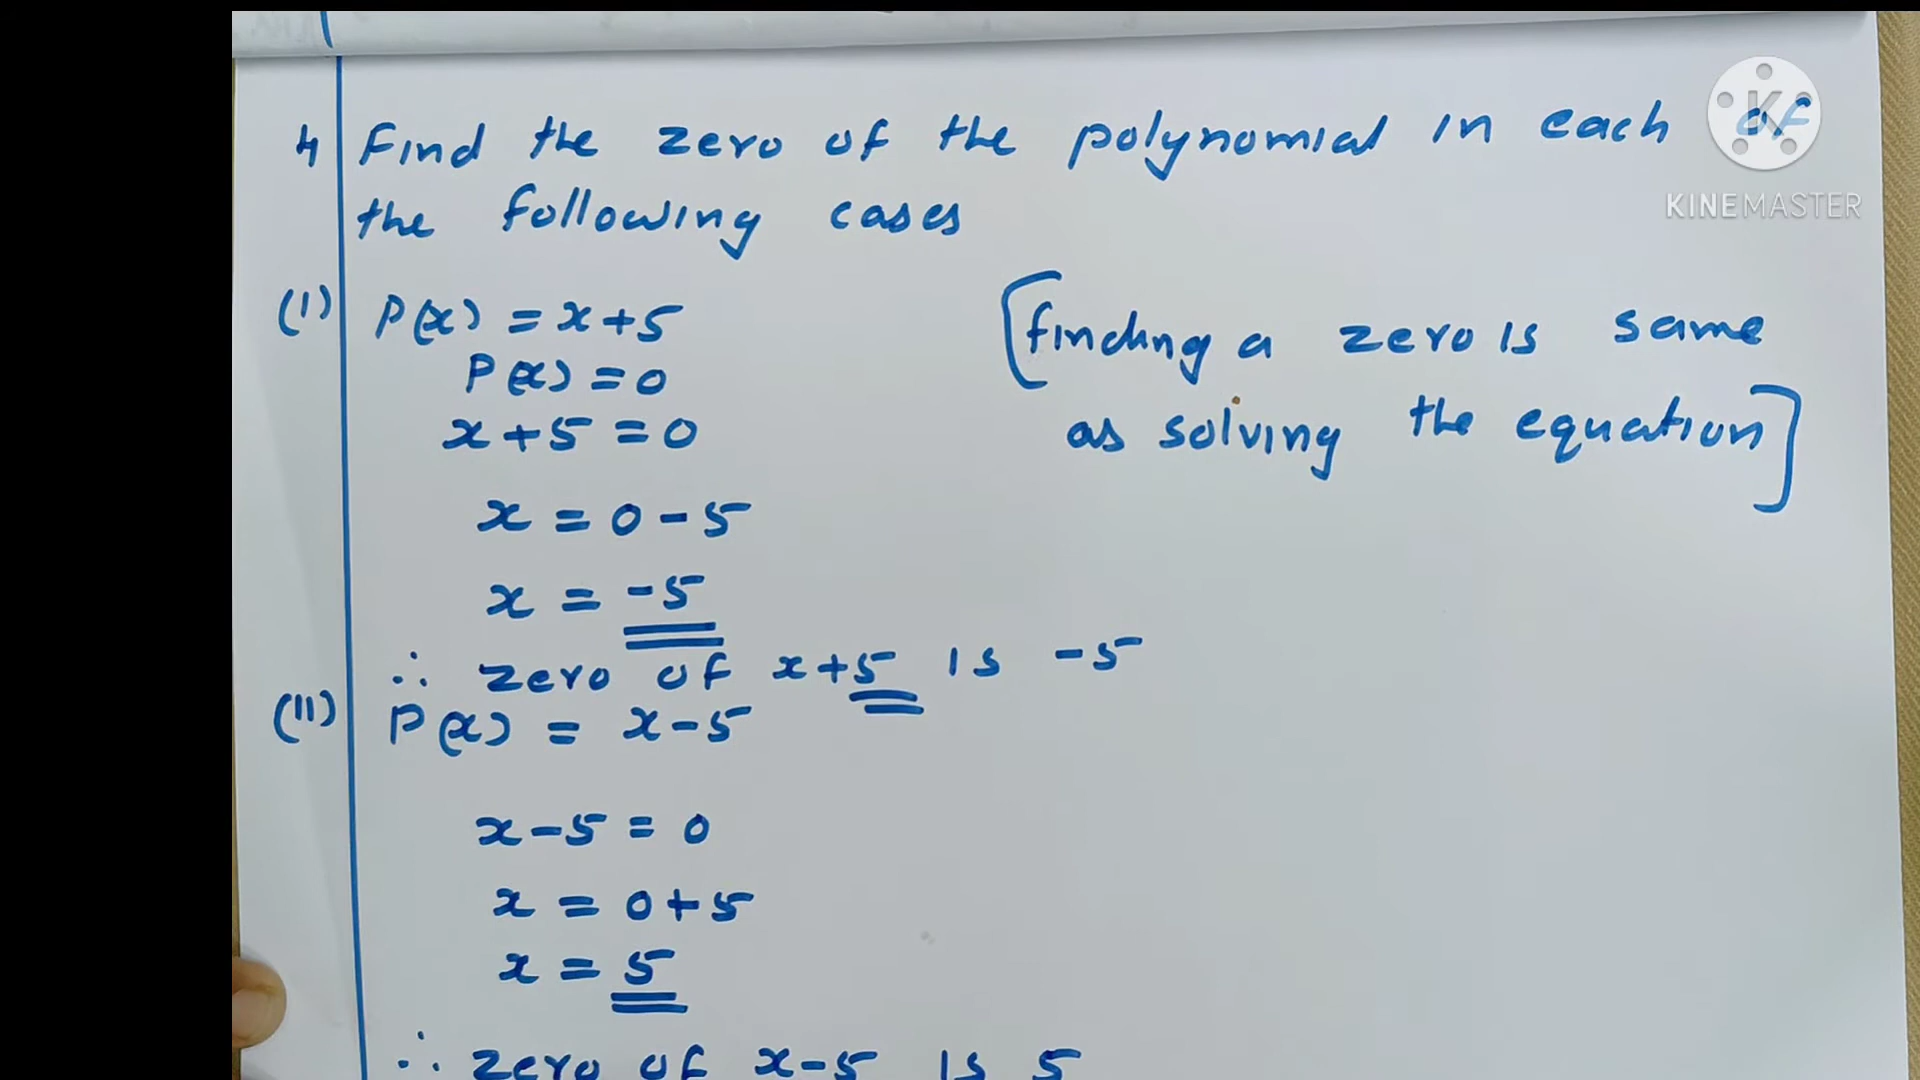 4 Find the zero of the polynomial in each of
the following cases
(I) P(x) = x+5
P(x) = 0
x+5 = 0
[finding a zero is same
as solving the equation]
x = 0-5
x = -5
∴ zero of x+5 is -5
(II) P(x) = x-5
x-5 = 0
x = 0+5
x = 5
∴ zero of x-5 is 5
KINEMASTER